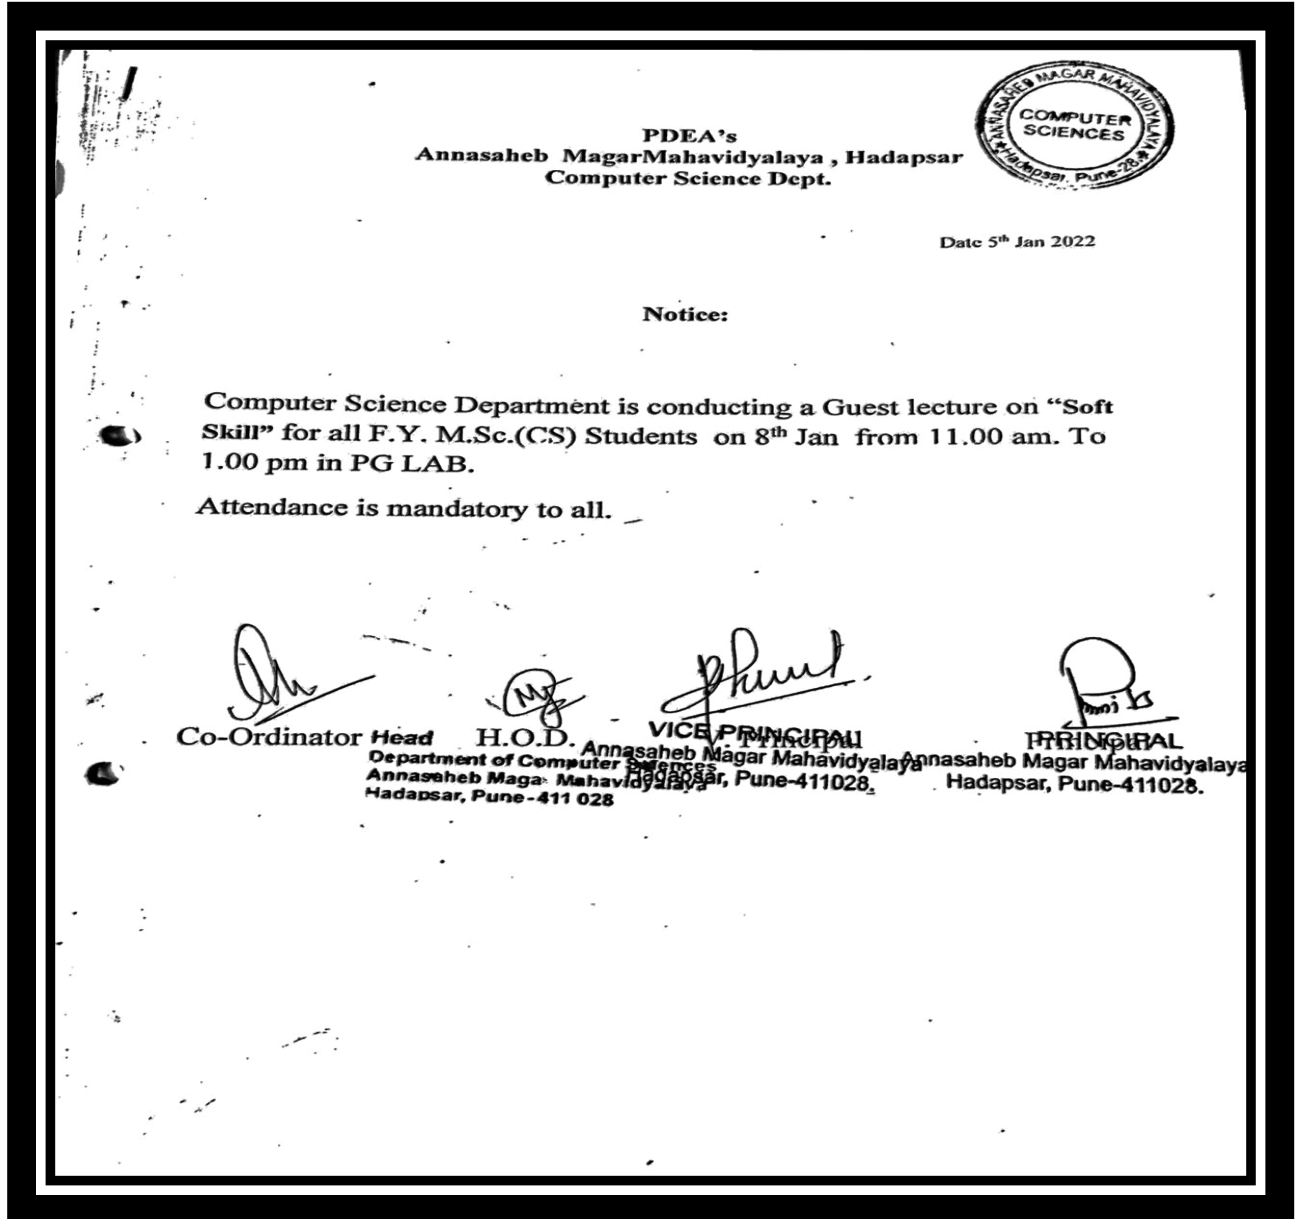 ANNASAHEB MAGAR MAHAVIDYALAYA
COMPUTER
SCIENCES
Hadapsar, Pune-28.
PDEA's
Annasaheb MagarMahavidyalaya , Hadapsar
Computer Science Dept.
Date 5th Jan 2022
Notice:
Computer Science Department is conducting a Guest lecture on “Soft
Skill” for all F.Y. M.Sc.(CS) Students on 8th Jan from 11.00 am. To
1.00 pm in PG LAB.
Attendance is mandatory to all.
Co-Ordinator
H.O.D.
V. Principal
Principal
Head
Department of Computer Sciences
Annasaheb Magar Mahavidyalaya
Hadapsar, Pune-411 028
VICE PRINCIPAL
Annasaheb Magar Mahavidyalaya
Hadapsar, Pune-411028.
PRINCIPAL
Annasaheb Magar Mahavidyalaya
Hadapsar, Pune-411028.